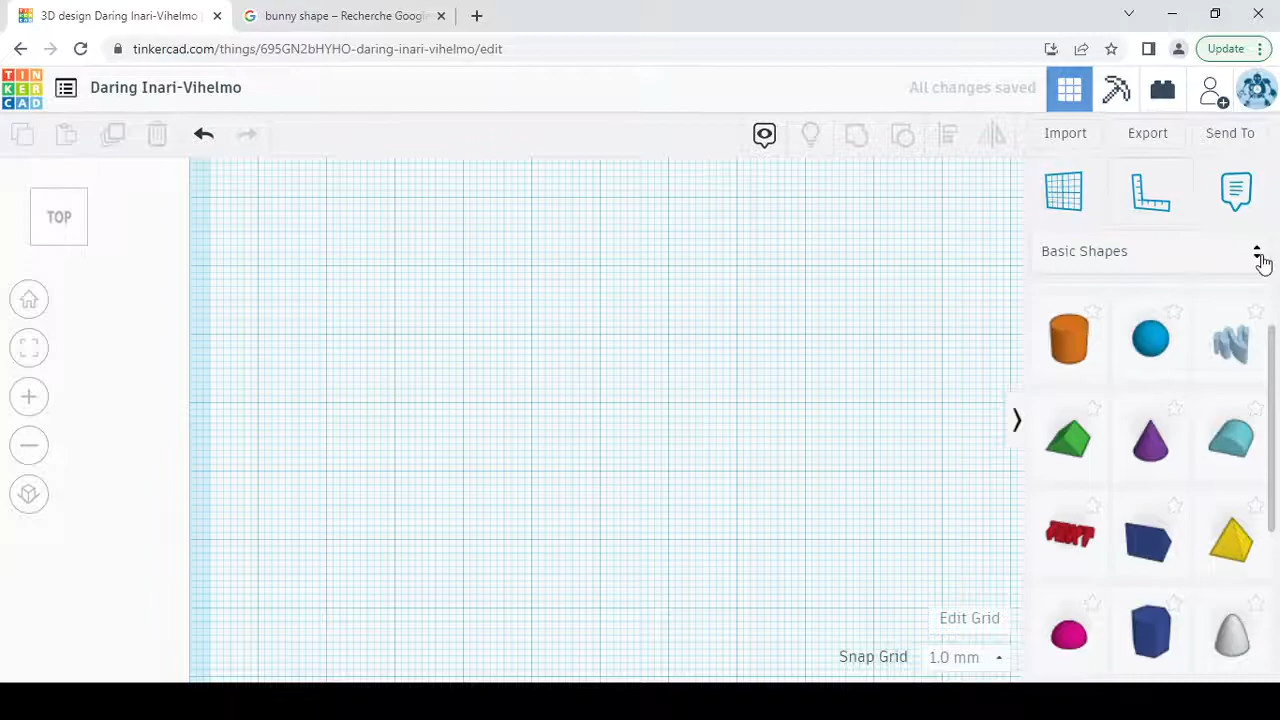 3D design Daring Inari-Vihelmo
bunny shape – Recherche Google
tinkercad.com/things/695GN2bHYHO-daring-inari-vihelmo/edit
Update
TIN
KER
CAD
Daring Inari-Vihelmo
All changes saved
Import
Export
Send To
TOP
Basic Shapes
TEXT
Edit Grid
Snap Grid
1.0 mm